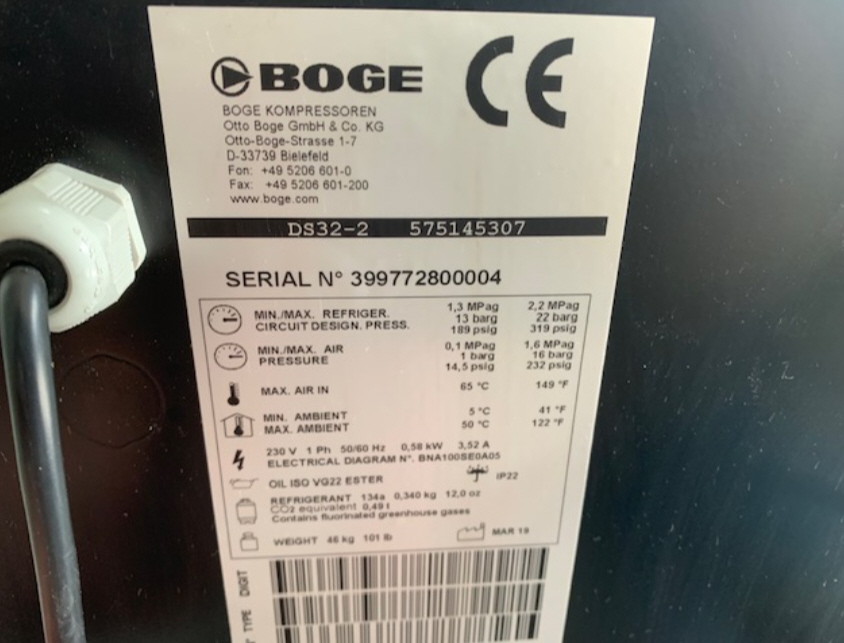 BOGE CE
BOGE KOMPRESSOREN
Otto Boge GmbH & Co. KG
Otto-Boge-Strasse 1-7
D-33739 Bielefeld
Fon: +49 5206 601-0
Fax: +49 5206 601-200
www.boge.com
DS32-2 575145307
SERIAL N° 399772800004
MIN./MAX. REFRIGER. CIRCUIT DESIGN. PRESS.
1,3 MPag 2,2 MPag
13 barg 22 barg
189 psig 319 psig
MIN./MAX. AIR PRESSURE
0,1 MPag 1,6 MPag
1 barg 16 barg
14,5 psig 232 psig
MAX. AIR IN 65 °C 149 °F
MIN. AMBIENT 5 °C 41 °F
MAX. AMBIENT 50 °C 122 °F
230 V 1 Ph 50/60 Hz 0,58 kW 3,52 A
ELECTRICAL DIAGRAM N°. BNA100SE0A05
OIL ISO VG22 ESTER IP22
REFRIGERANT 134a 0,340 kg 12,0 oz
CO2 equivalent 0,49 t
Contains fluorinated greenhouse gases
WEIGHT 46 kg 101 lb MAR 19
TYPE DIGIT